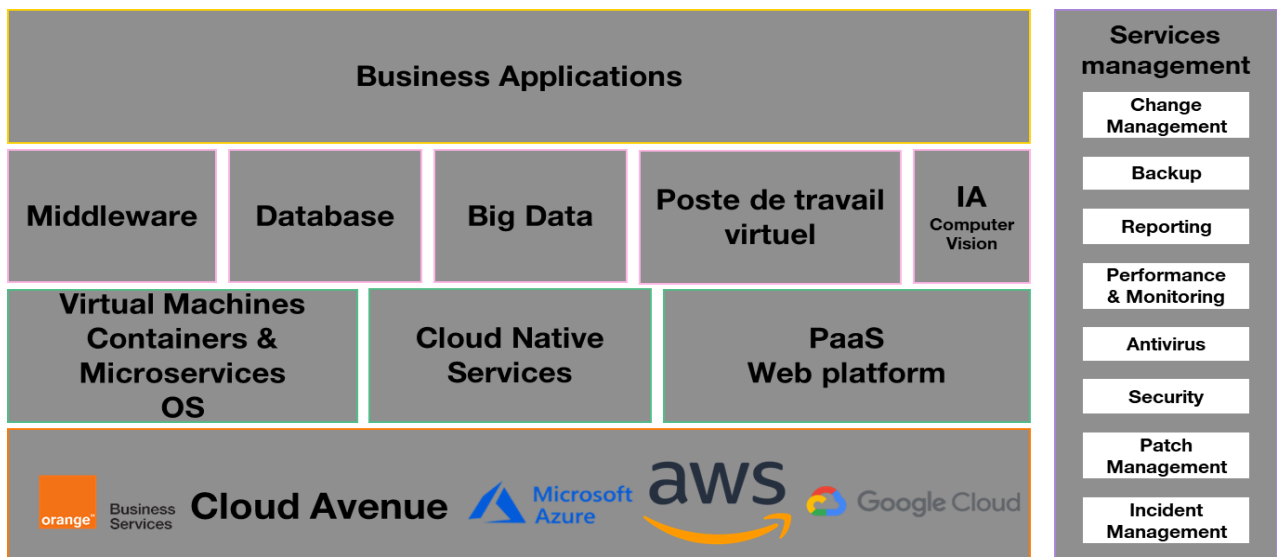 Business Applications
Middleware
Database
Big Data
Poste de travail
virtuel
IA
Computer
Vision
Virtual Machines
Containers &
Microservices
OS
Cloud Native
Services
PaaS
Web platform
orange™
Business
Services
Cloud Avenue
Microsoft
Azure
aws
Google Cloud
Services
management
Change
Management
Backup
Reporting
Performance
& Monitoring
Antivirus
Security
Patch
Management
Incident
Management